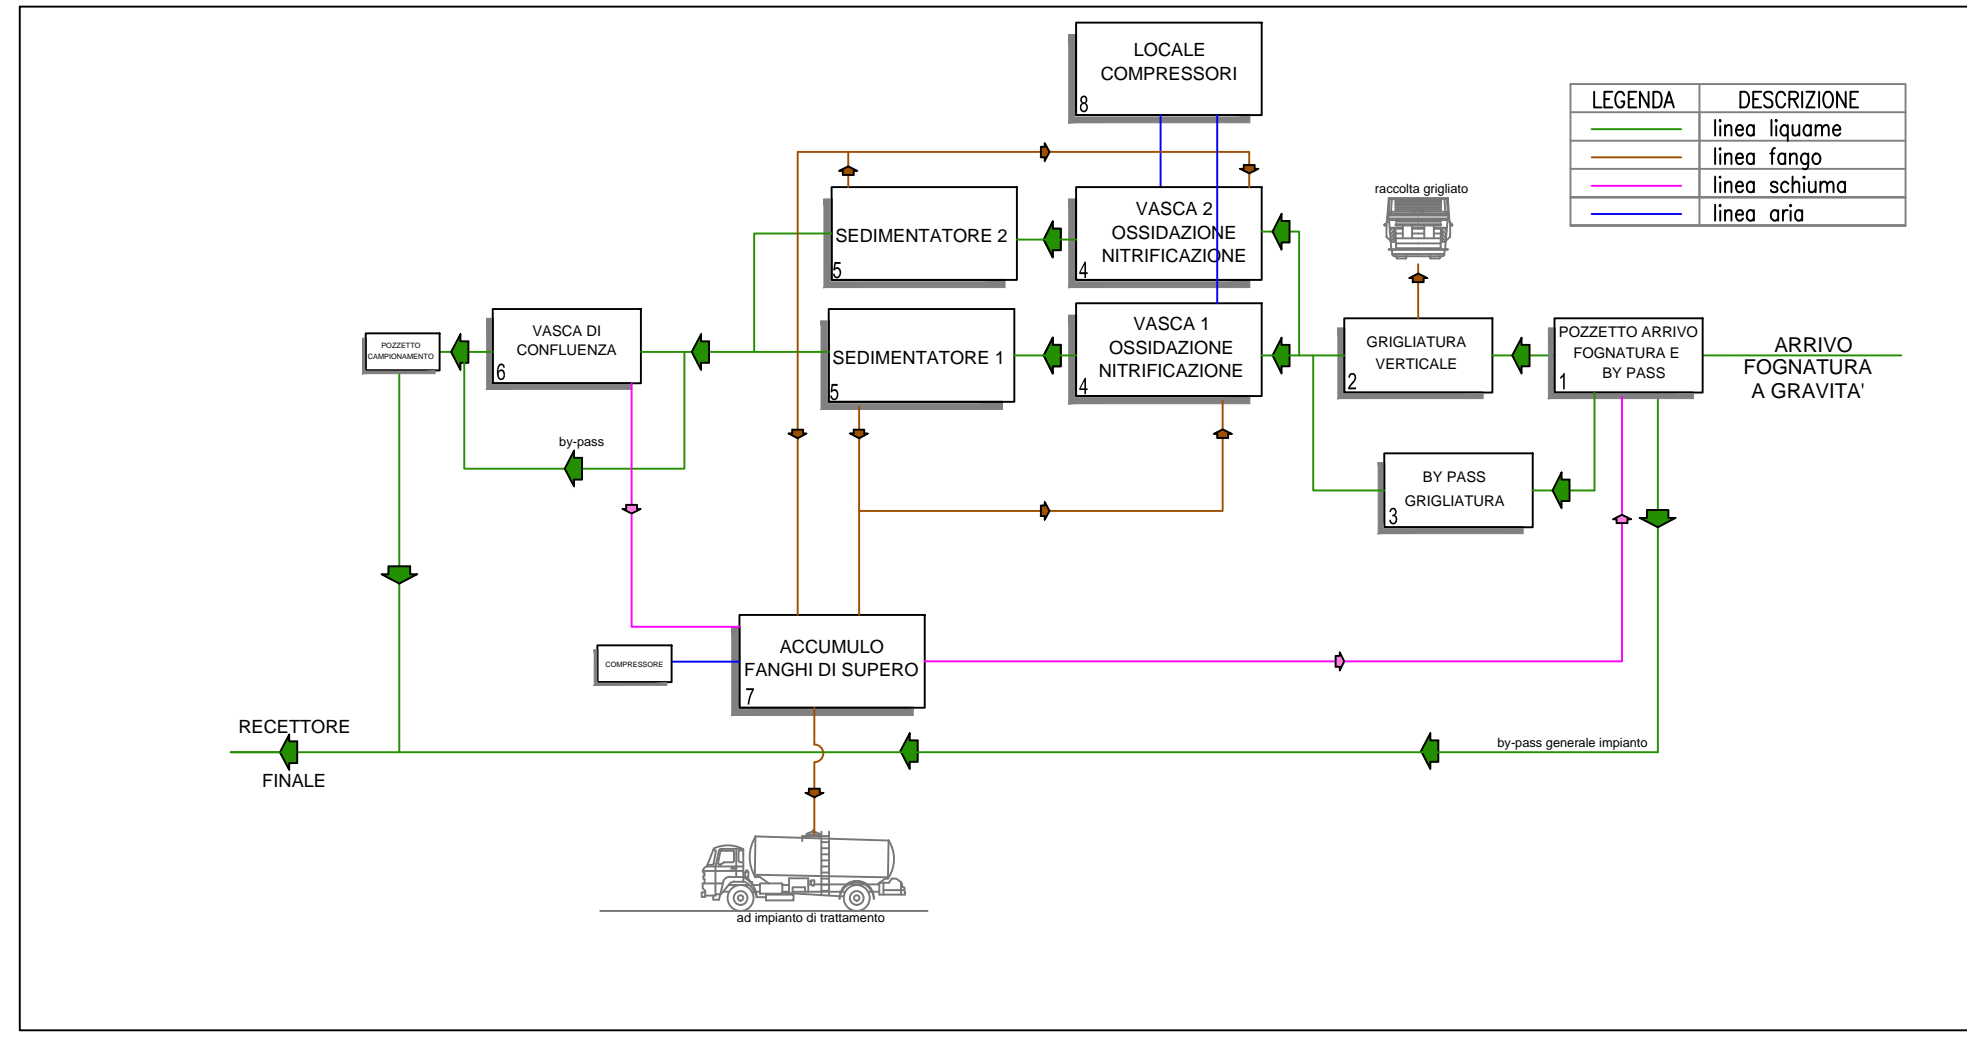 LOCALE
COMPRESSORI
8
LEGENDA DESCRIZIONE
linea liquame
linea fango
linea schiuma
linea aria
raccolta grigliato
SEDIMENTATORE 2
5
VASCA 2
OSSIDAZIONE
NITRIFICAZIONE
4
POZZETTO
CAMPIONAMENTO
VASCA DI
CONFLUENZA
6
SEDIMENTATORE 1
5
VASCA 1
OSSIDAZIONE
NITRIFICAZIONE
4
GRIGLIATURA
VERTICALE
2
POZZETTO ARRIVO
FOGNATURA E
BY PASS
1
ARRIVO
FOGNATURA
A GRAVITA'
by-pass
BY PASS
GRIGLIATURA
3
COMPRESSORE
ACCUMULO
FANGHI DI SUPERO
7
RECETTORE
FINALE
by-pass generale impianto
ad impianto di trattamento